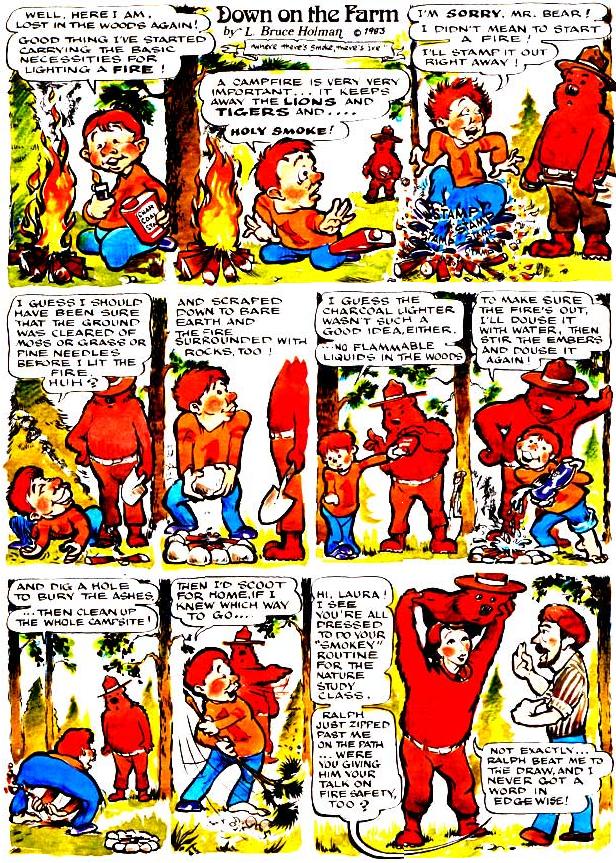 Down on the Farm
by L. Bruce Holman © 1983
WELL, HERE I AM,
LOST IN THE WOODS AGAIN!
GOOD THING I'VE STARTED
CARRYING THE BASIC
NECESSITIES FOR
LIGHTING A FIRE!
CHAR
COAL
A CAMPFIRE IS VERY VERY
IMPORTANT... IT KEEPS
AWAY THE LIONS AND
TIGERS AND....
HOLY SMOKE!
I'M SORRY, MR. BEAR!
I DIDN'T MEAN TO START
A FIRE!
I'LL STAMP IT OUT
RIGHT AWAY!
STAMP
STAMP
STAMP
STAMP
STAMP
I GUESS I SHOULD
HAVE BEEN SURE
THAT THE GROUND
WAS CLEARED OF
MOSS OR GRASS OR
PINE NEEDLES
BEFORE I LIT THE
FIRE.
HUH?
AND SCRAPED
DOWN TO BARE
EARTH AND
THE FIRE
SURROUNDED WITH
ROCKS, TOO!
I GUESS THE
CHARCOAL LIGHTER
WASN'T SUCH A
GOOD IDEA, EITHER.
...NO FLAMMABLE
LIQUIDS IN THE WOODS
TO MAKE SURE
THE FIRE'S OUT,
I'LL DOUSE IT
WITH WATER, THEN
STIR THE EMBERS
AND DOUSE IT
AGAIN!
AND DIG A HOLE
TO BURY THE ASHES,
...THEN CLEAN UP
THE WHOLE CAMPSITE!
THEN I'D SCOOT
FOR HOME, IF I
KNEW WHICH WAY
TO GO....
HI, LAURA!
I SEE
YOU'RE ALL
DRESSED
TO DO YOUR
"SMOKEY"
ROUTINE
FOR THE
NATURE
STUDY
CLASS.
RALPH
JUST ZIPPED
PAST ME
ON THE PATH
... WERE
YOU GIVING
HIM YOUR
TALK ON
FIRE SAFETY,
TOO?
NOT EXACTLY...
RALPH BEAT ME TO
THE DRAW, AND I
NEVER GOT A
WORD IN
EDGEWISE!